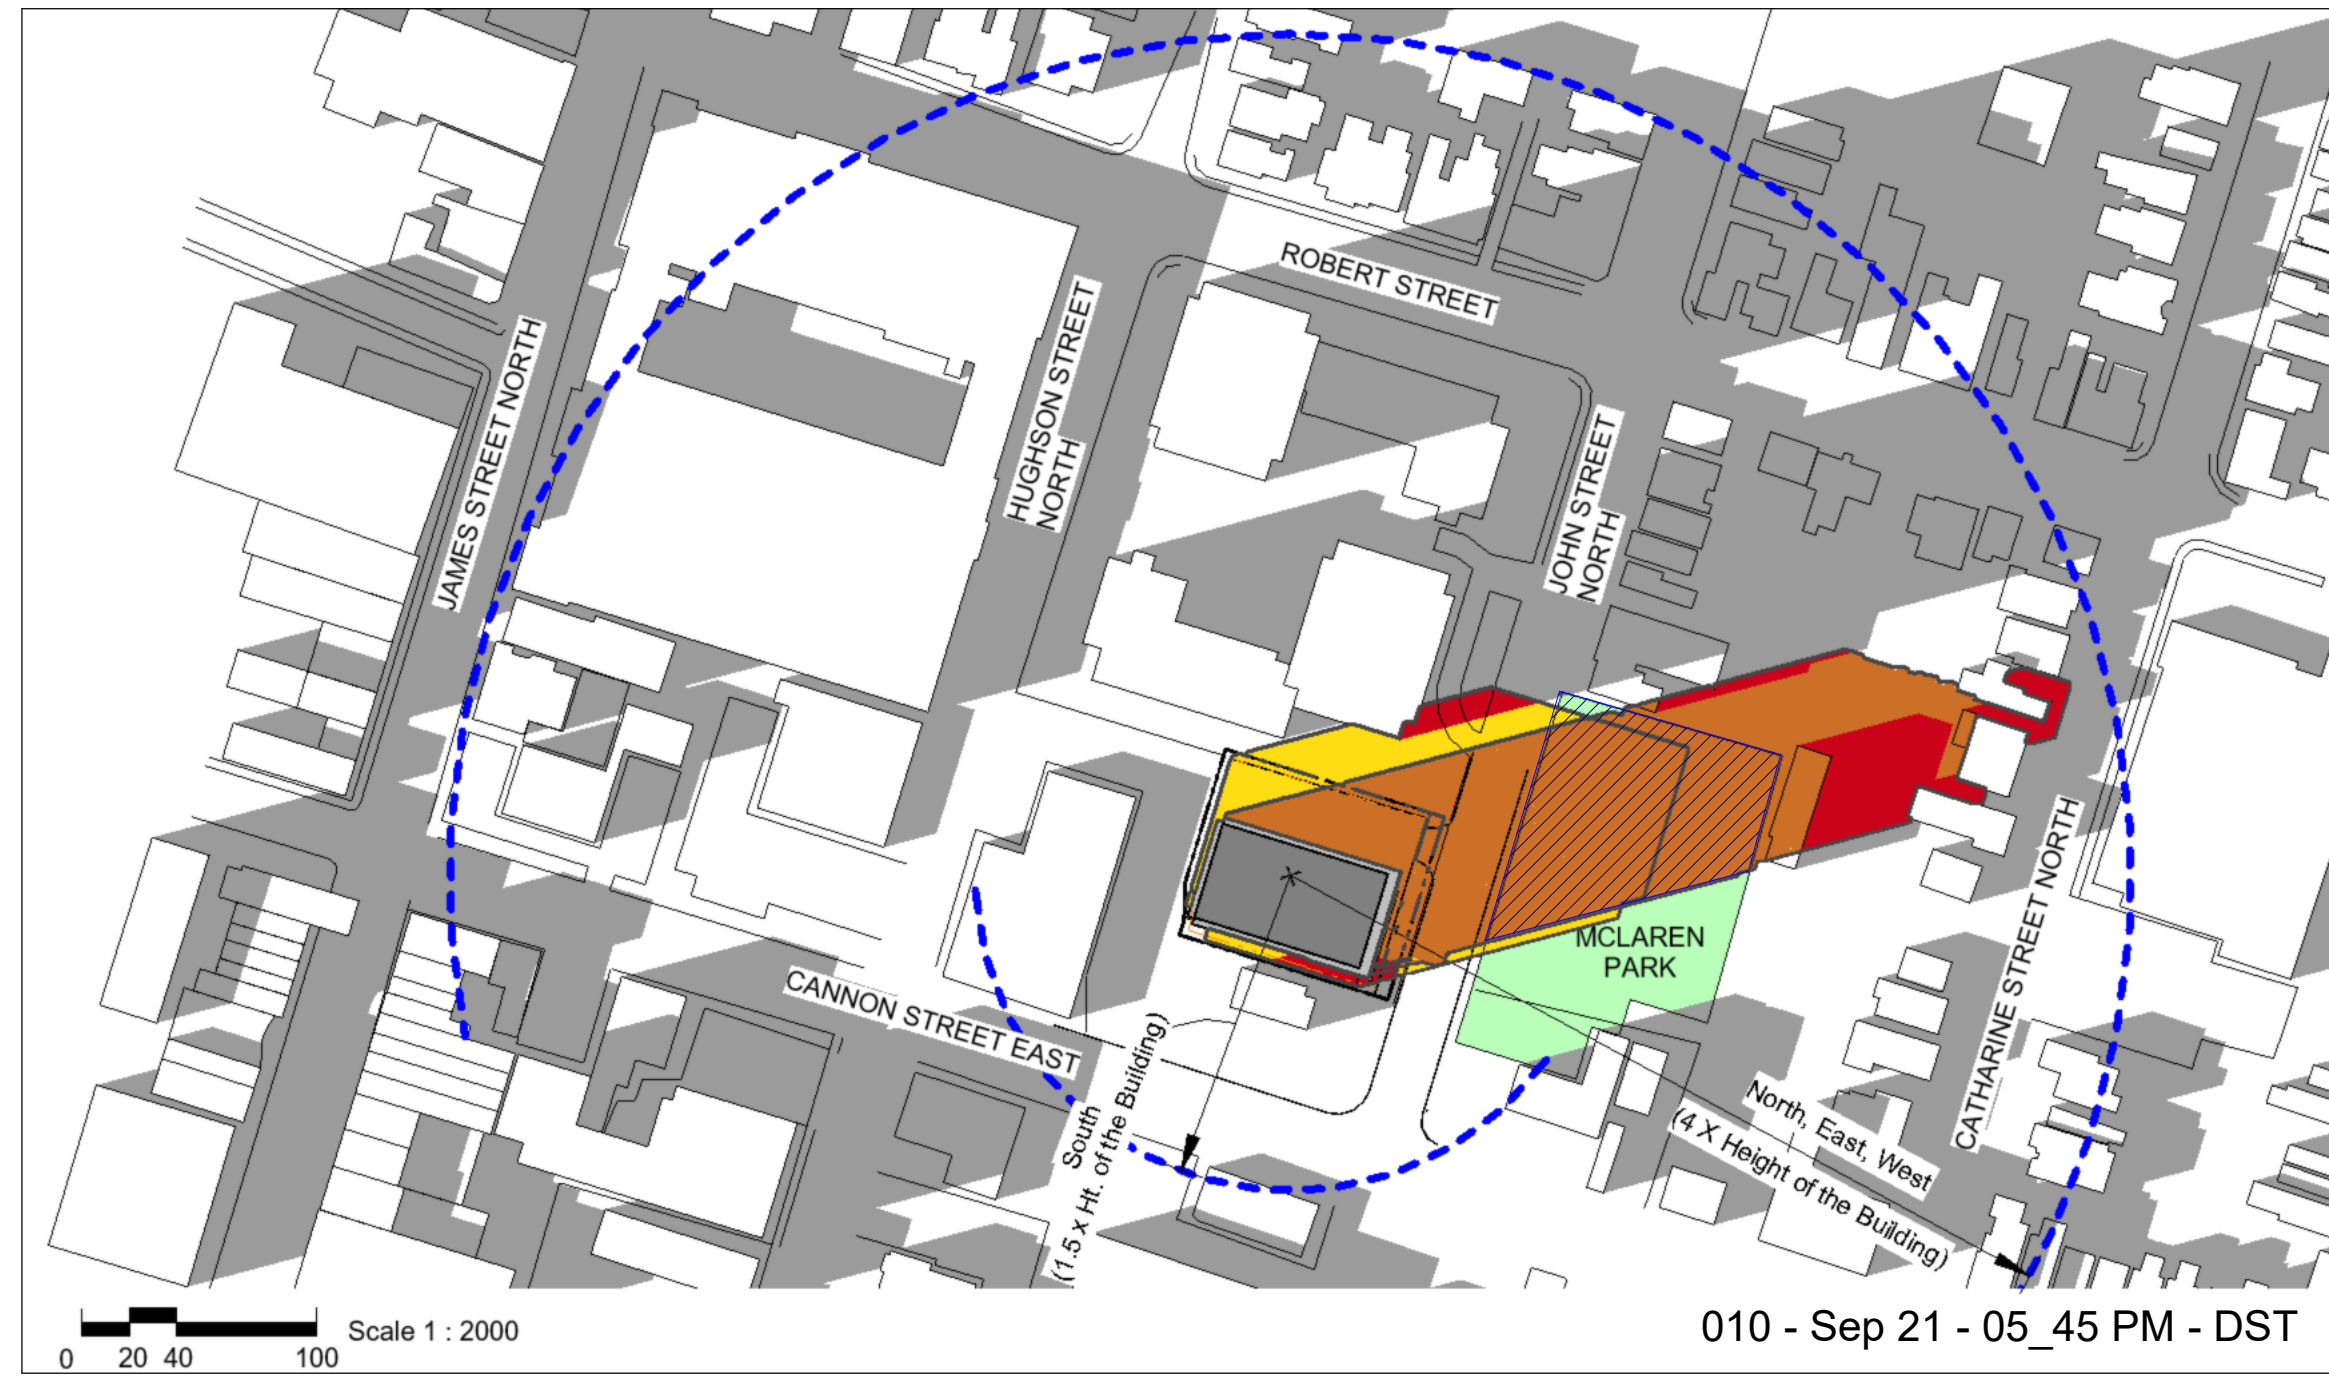 ROBERT STREET
HUGHSON STREET
NORTH
JAMES STREET NORTH
JOHN STREET
NORTH
MCLAREN
PARK
CANNON STREET EAST
CATHARINE STREET NORTH
South
(1.5 x Ht. of the Building)
North, East, West
(4 X Height of the Building)
0 20 40 100
Scale 1 : 2000
010 - Sep 21 - 05_45 PM - DST